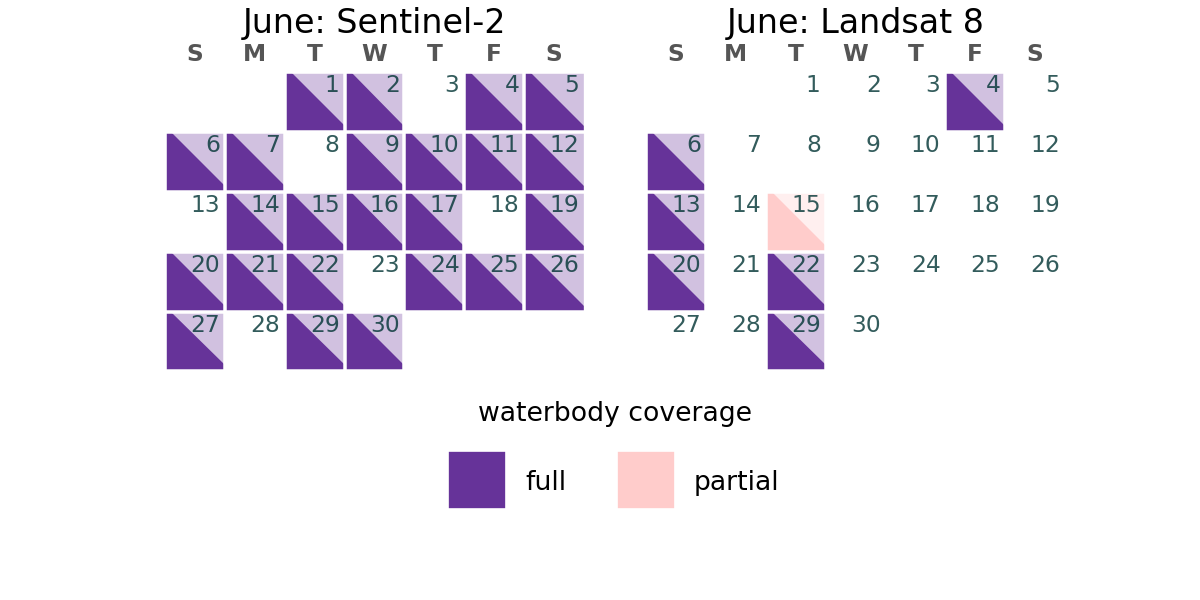 June: Sentinel-2
S M T W T F S
1 2 3 4 5
6 7 8 9 10 11 12
13 14 15 16 17 18 19
20 21 22 23 24 25 26
27 28 29 30
June: Landsat 8
S M T W T F S
1 2 3 4 5
6 7 8 9 10 11 12
13 14 15 16 17 18 19
20 21 22 23 24 25 26
27 28 29 30
waterbody coverage
full partial